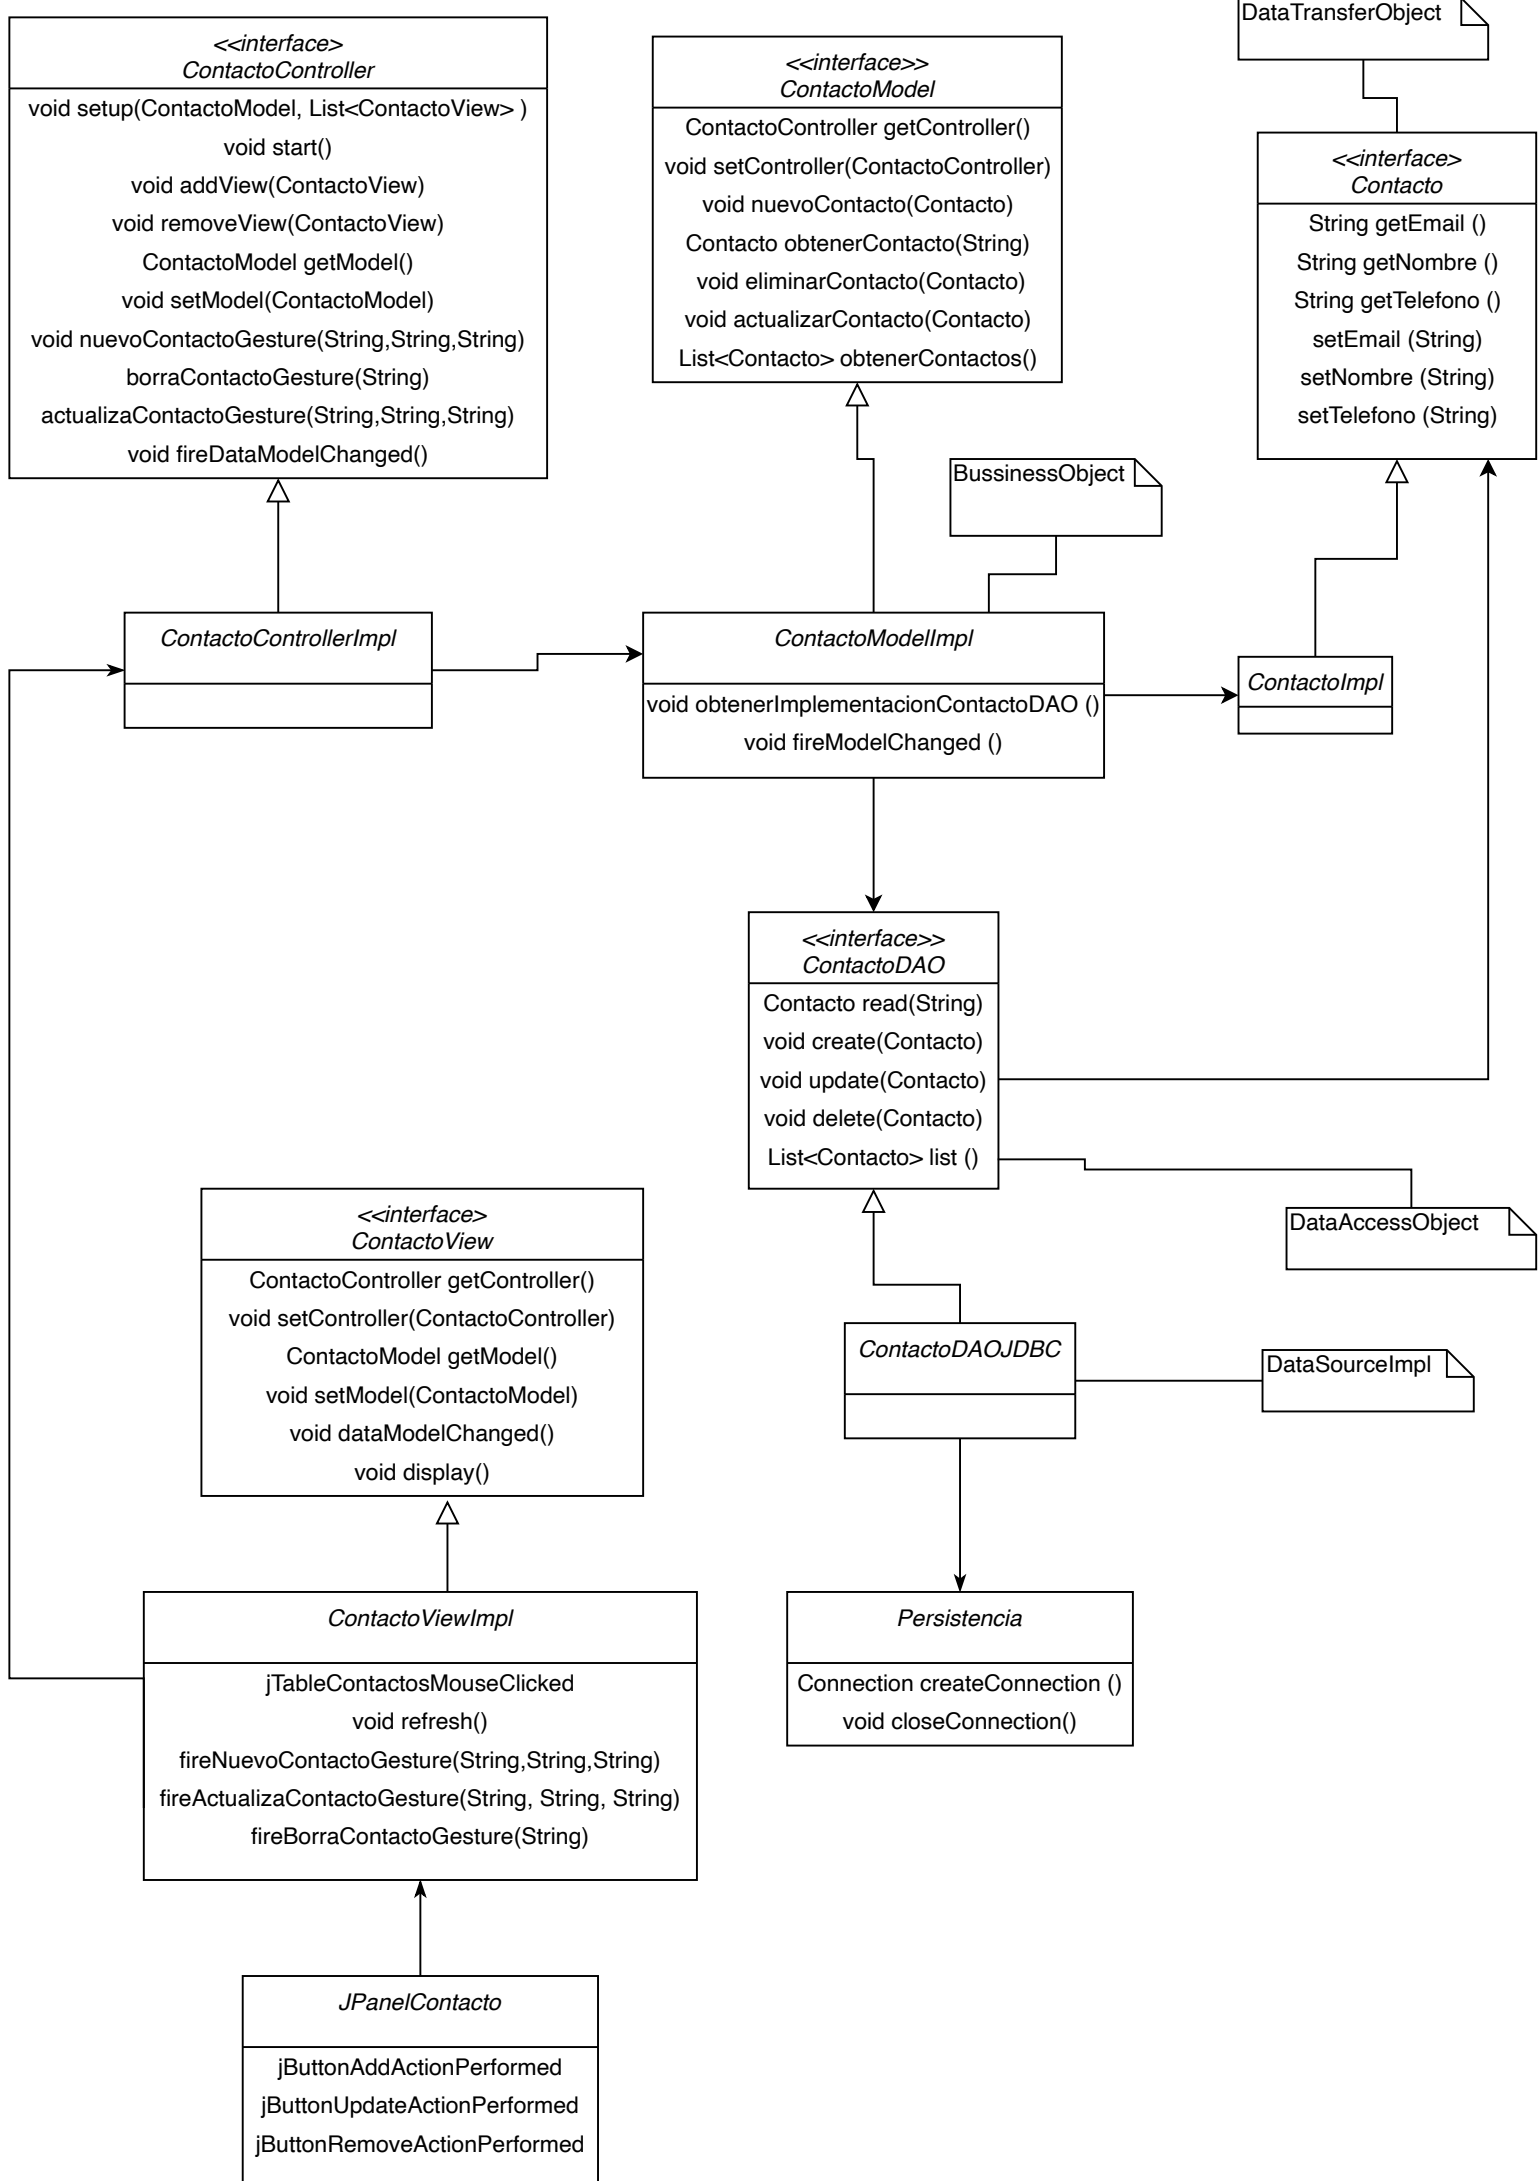 DataTransferObject
<<interface>
ContactoController
void setup(ContactoModel, List<ContactoView> )
void start()
void addView(ContactoView)
void removeView(ContactoView)
ContactoModel getModel()
void setModel(ContactoModel)
void nuevoContactoGesture(String,String,String)
borraContactoGesture(String)
actualizaContactoGesture(String,String,String)
void fireDataModelChanged()
<<interface>>
ContactoModel
ContactoController getController()
void setController(ContactoController)
void nuevoContacto(Contacto)
Contacto obtenerContacto(String)
void eliminarContacto(Contacto)
void actualizarContacto(Contacto)
List<Contacto> obtenerContactos()
<<interface>
Contacto
String getEmail ()
String getNombre ()
String getTelefono ()
setEmail (String)
setNombre (String)
setTelefono (String)
BussinessObject
ContactoControllerImpl
ContactoModelImpl
void obtenerImplementacionContactoDAO ()
void fireModelChanged ()
ContactoImpl
<<interface>>
ContactoDAO
Contacto read(String)
void create(Contacto)
void update(Contacto)
void delete(Contacto)
List<Contacto> list ()
DataAccessObject
<<interface>
ContactoView
ContactoController getController()
void setController(ContactoController)
ContactoModel getModel()
void setModel(ContactoModel)
void dataModelChanged()
void display()
ContactoDAOJDBC
DataSourceImpl
ContactoViewImpl
jTableContactosMouseClicked
void refresh()
fireNuevoContactoGesture(String,String,String)
fireActualizaContactoGesture(String, String, String)
fireBorraContactoGesture(String)
Persistencia
Connection createConnection ()
void closeConnection()
JPanelContacto
jButtonAddActionPerformed
jButtonUpdateActionPerformed
jButtonRemoveActionPerformed